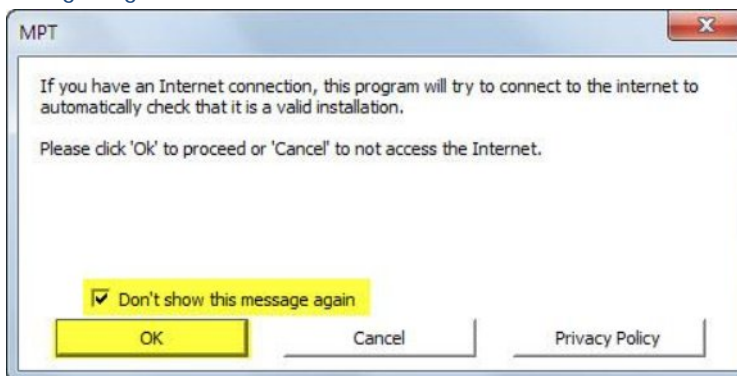 MPT
If you have an Internet connection, this program will try to connect to the internet to
automatically check that it is a valid installation.
Please click 'Ok' to proceed or 'Cancel' to not access the Internet.
Don't show this message again
OK
Cancel
Privacy Policy